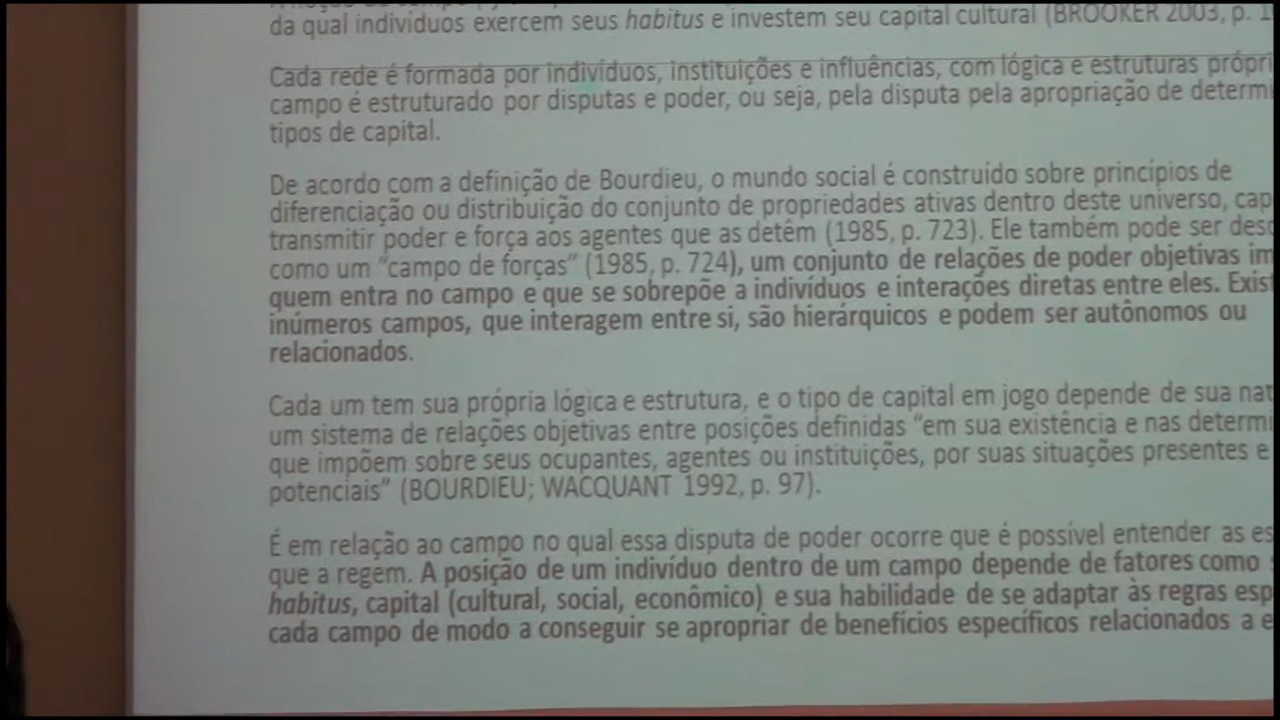 da qual indivíduos exercem seus habitus e investem seu capital cultural (BROOKER 2003, p.
Cada rede é formada por indivíduos, instituições e influências, com lógica e estruturas
campo é estruturado por disputas e poder, ou seja, pela disputa pela apropriação de
tipos de capital.
De acordo com a definição de Bourdieu, o mundo social é construído sobre princípios de
diferenciação ou distribuição do conjunto de propriedades ativas dentro deste universo,
transmitir poder e força aos agentes que as detêm (1985, p. 723). Ele também pode ser
como um “campo de forças” (1985, p. 724), um conjunto de relações de poder objetivas
quem entra no campo e que se sobrepõe a indivíduos e interações diretas entre eles.
inúmeros campos, que interagem entre si, são hierárquicos e podem ser autônomos ou
relacionados.
Cada um tem sua própria lógica e estrutura, e o tipo de capital em jogo depende de sua
um sistema de relações objetivas entre posições definidas “em sua existência e nas
que impõem sobre seus ocupantes, agentes ou instituições, por suas situações presentes e
potenciais” (BOURDIEU; WACQUANT 1992, p. 97).
É em relação ao campo no qual essa disputa de poder ocorre que é possível entender as
que a regem. A posição de um indivíduo dentro de um campo depende de fatores como
habitus, capital (cultural, social, econômico) e sua habilidade de se adaptar às regras
cada campo de modo a conseguir se apropriar de benefícios específicos relacionados a